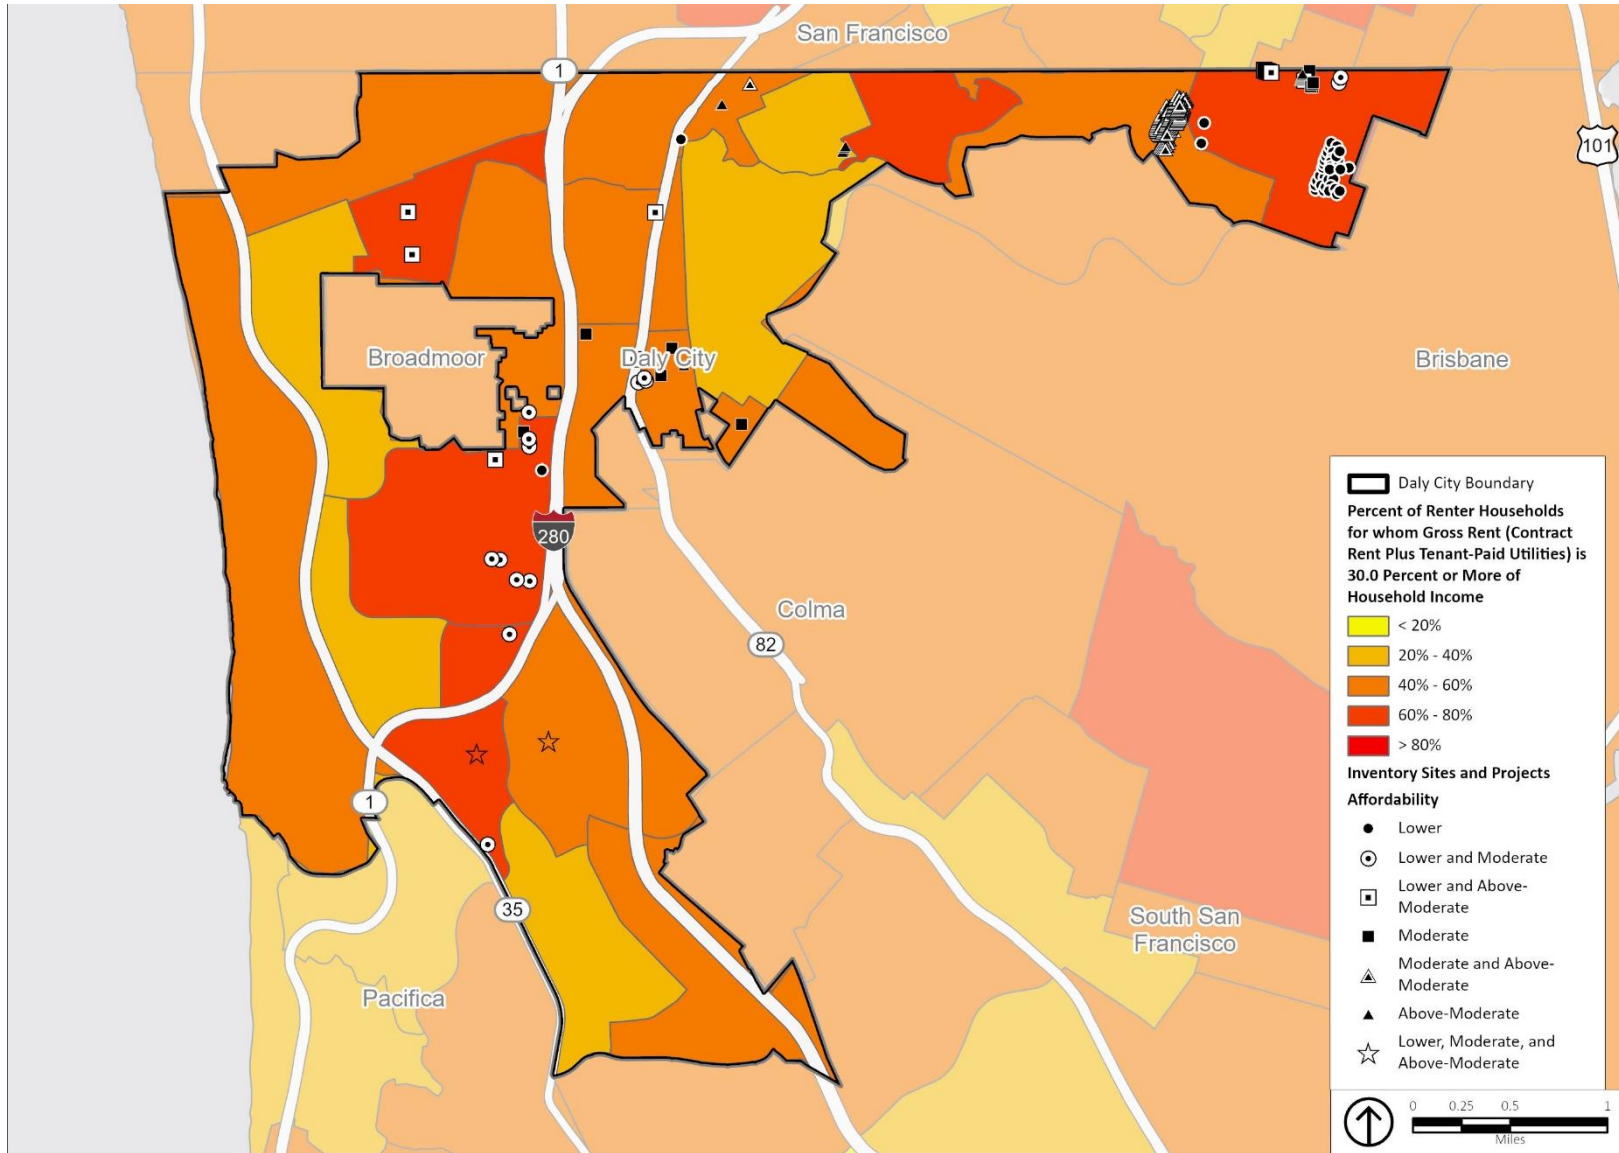 San Francisco
1
101
Broadmoor
Daly City
Brisbane
280
Colma
82
1
35
South San
Francisco
Pacifica
Daly City Boundary
Percent of Renter Households
for whom Gross Rent (Contract
Rent Plus Tenant-Paid Utilities) is
30.0 Percent or More of
Household Income
< 20%
20% - 40%
40% - 60%
60% - 80%
> 80%
Inventory Sites and Projects
Affordability
Lower
Lower and Moderate
Lower and Above-
Moderate
Moderate
Moderate and Above-
Moderate
Above-Moderate
Lower, Moderate, and
Above-Moderate
0 0.25 0.5 1
Miles